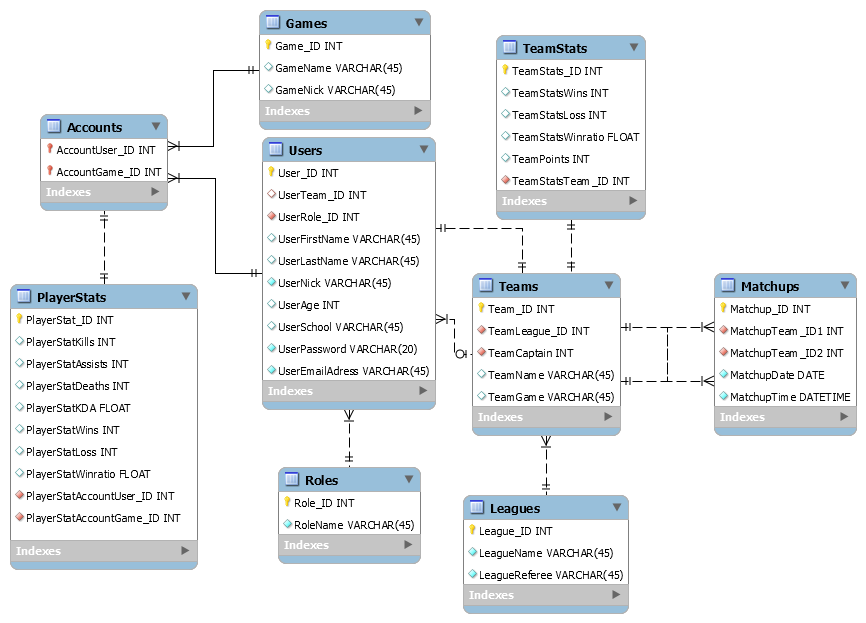 Games
Game_ID INT
GameName VARCHAR(45)
GameNick VARCHAR(45)
Indexes
TeamStats
TeamStats_ID INT
TeamStatsWins INT
TeamStatsLoss INT
TeamStatsWinratio FLOAT
TeamPoints INT
TeamStatsTeam_ID INT
Indexes
Accounts
AccountUser_ID INT
AccountGame_ID INT
Indexes
Users
User_ID INT
UserTeam_ID INT
UserRole_ID INT
UserFirstName VARCHAR(45)
UserLastName VARCHAR(45)
UserNick VARCHAR(45)
UserAge INT
UserSchool VARCHAR(45)
UserPassword VARCHAR(20)
UserEmailAdress VARCHAR(45)
Indexes
PlayerStats
PlayerStat_ID INT
PlayerStatKills INT
PlayerStatAssists INT
PlayerStatDeaths INT
PlayerStatKDA FLOAT
PlayerStatWins INT
PlayerStatLoss INT
PlayerStatWinratio FLOAT
PlayerStatAccountUser_ID INT
PlayerStatAccountGame_ID INT
Indexes
Teams
Team_ID INT
TeamLeague_ID INT
TeamCaptain INT
TeamName VARCHAR(45)
TeamGame VARCHAR(45)
Indexes
Matchups
Matchup_ID INT
MatchupTeam_ID1 INT
MatchupTeam_ID2 INT
MatchupDate DATE
MatchupTime DATETIME
Indexes
Roles
Role_ID INT
RoleName VARCHAR(45)
Indexes
Leagues
League_ID INT
LeagueName VARCHAR(45)
LeagueReferee VARCHAR(45)
Indexes